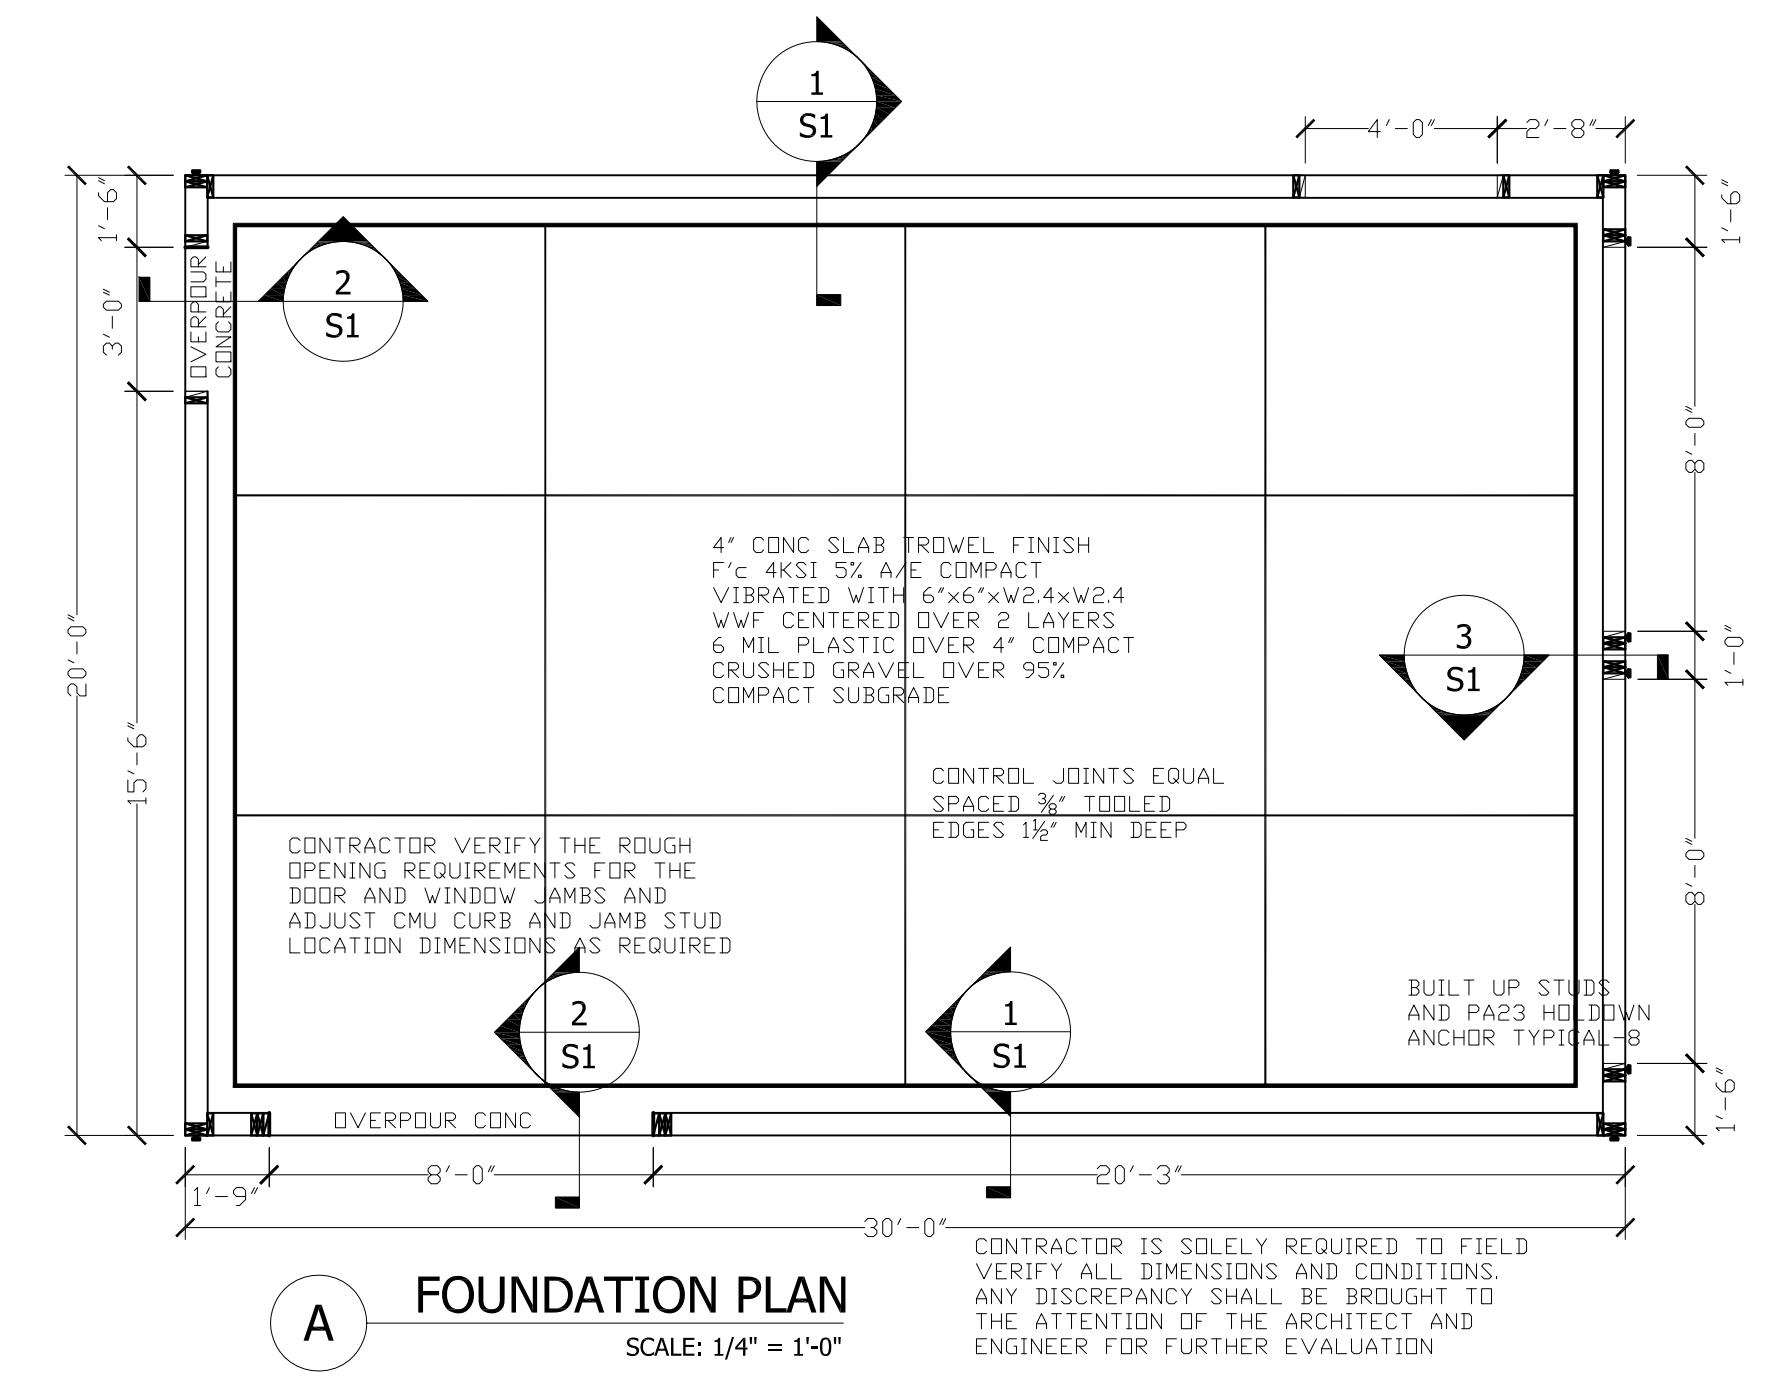 1
S1
4'-0"
2'-8"
1'-6"
1'-6"
2
S1
OVERPOUR
CONCRETE
3'-0"
8'-0"
4" CONC SLAB TROWEL FINISH
F'c 4KSI 5% A/E COMPACT
VIBRATED WITH 6"x6"xW2.4xW2.4
WWF CENTERED OVER 2 LAYERS
6 MIL PLASTIC OVER 4" COMPACT
CRUSHED GRAVEL OVER 95%
COMPACT SUBGRADE
20'-0"
3
S1
1'-0"
15'-6"
CONTROL JOINTS EQUAL
SPACED ⅜" TOOLED
EDGES 1½" MIN DEEP
CONTRACTOR VERIFY THE ROUGH
OPENING REQUIREMENTS FOR THE
DOOR AND WINDOW JAMBS AND
ADJUST CMU CURB AND JAMB STUD
LOCATION DIMENSIONS AS REQUIRED
8'-0"
2
S1
1
S1
BUILT UP STUDS
AND PA23 HOLDOWN
ANCHOR TYPICAL-8
1'-6"
OVERPOUR CONC
1'-9"
8'-0"
20'-3"
30'-0"
A
FOUNDATION PLAN
SCALE: 1/4" = 1'-0"
CONTRACTOR IS SOLELY REQUIRED TO FIELD
VERIFY ALL DIMENSIONS AND CONDITIONS.
ANY DISCREPANCY SHALL BE BROUGHT TO
THE ATTENTION OF THE ARCHITECT AND
ENGINEER FOR FURTHER EVALUATION